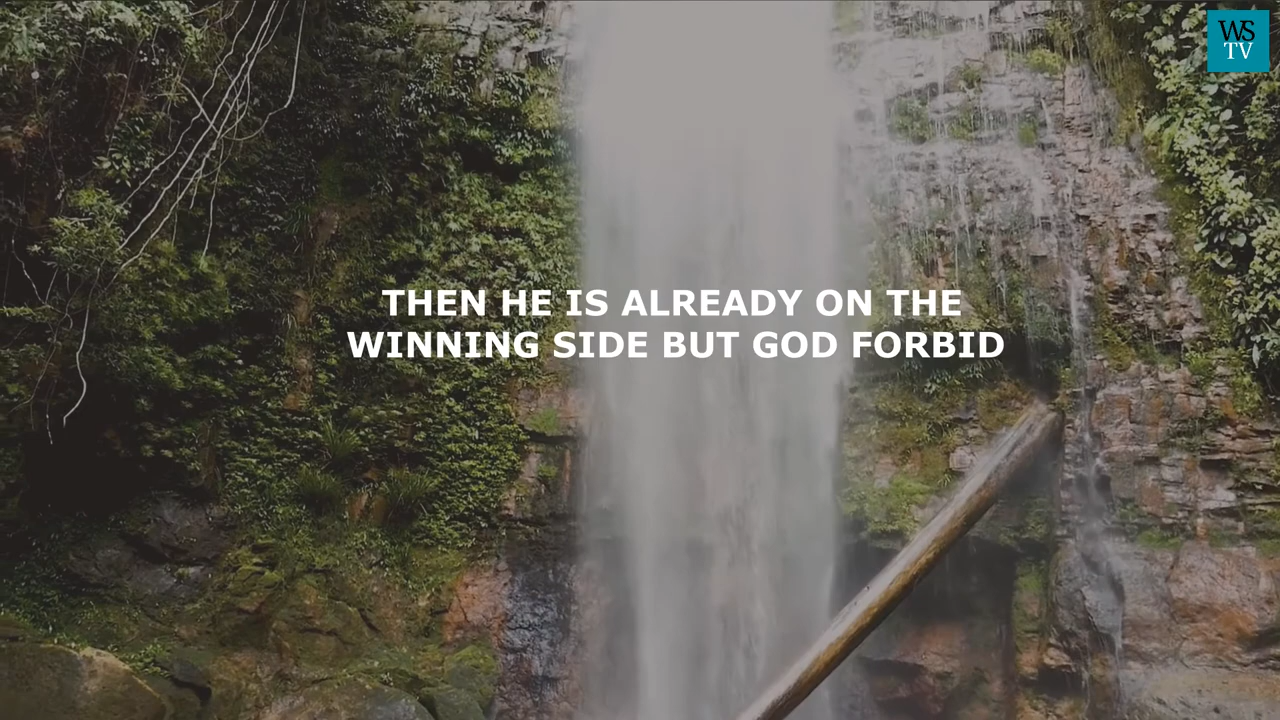 WS
TV
THEN HE IS ALREADY ON THE
WINNING SIDE BUT GOD FORBID